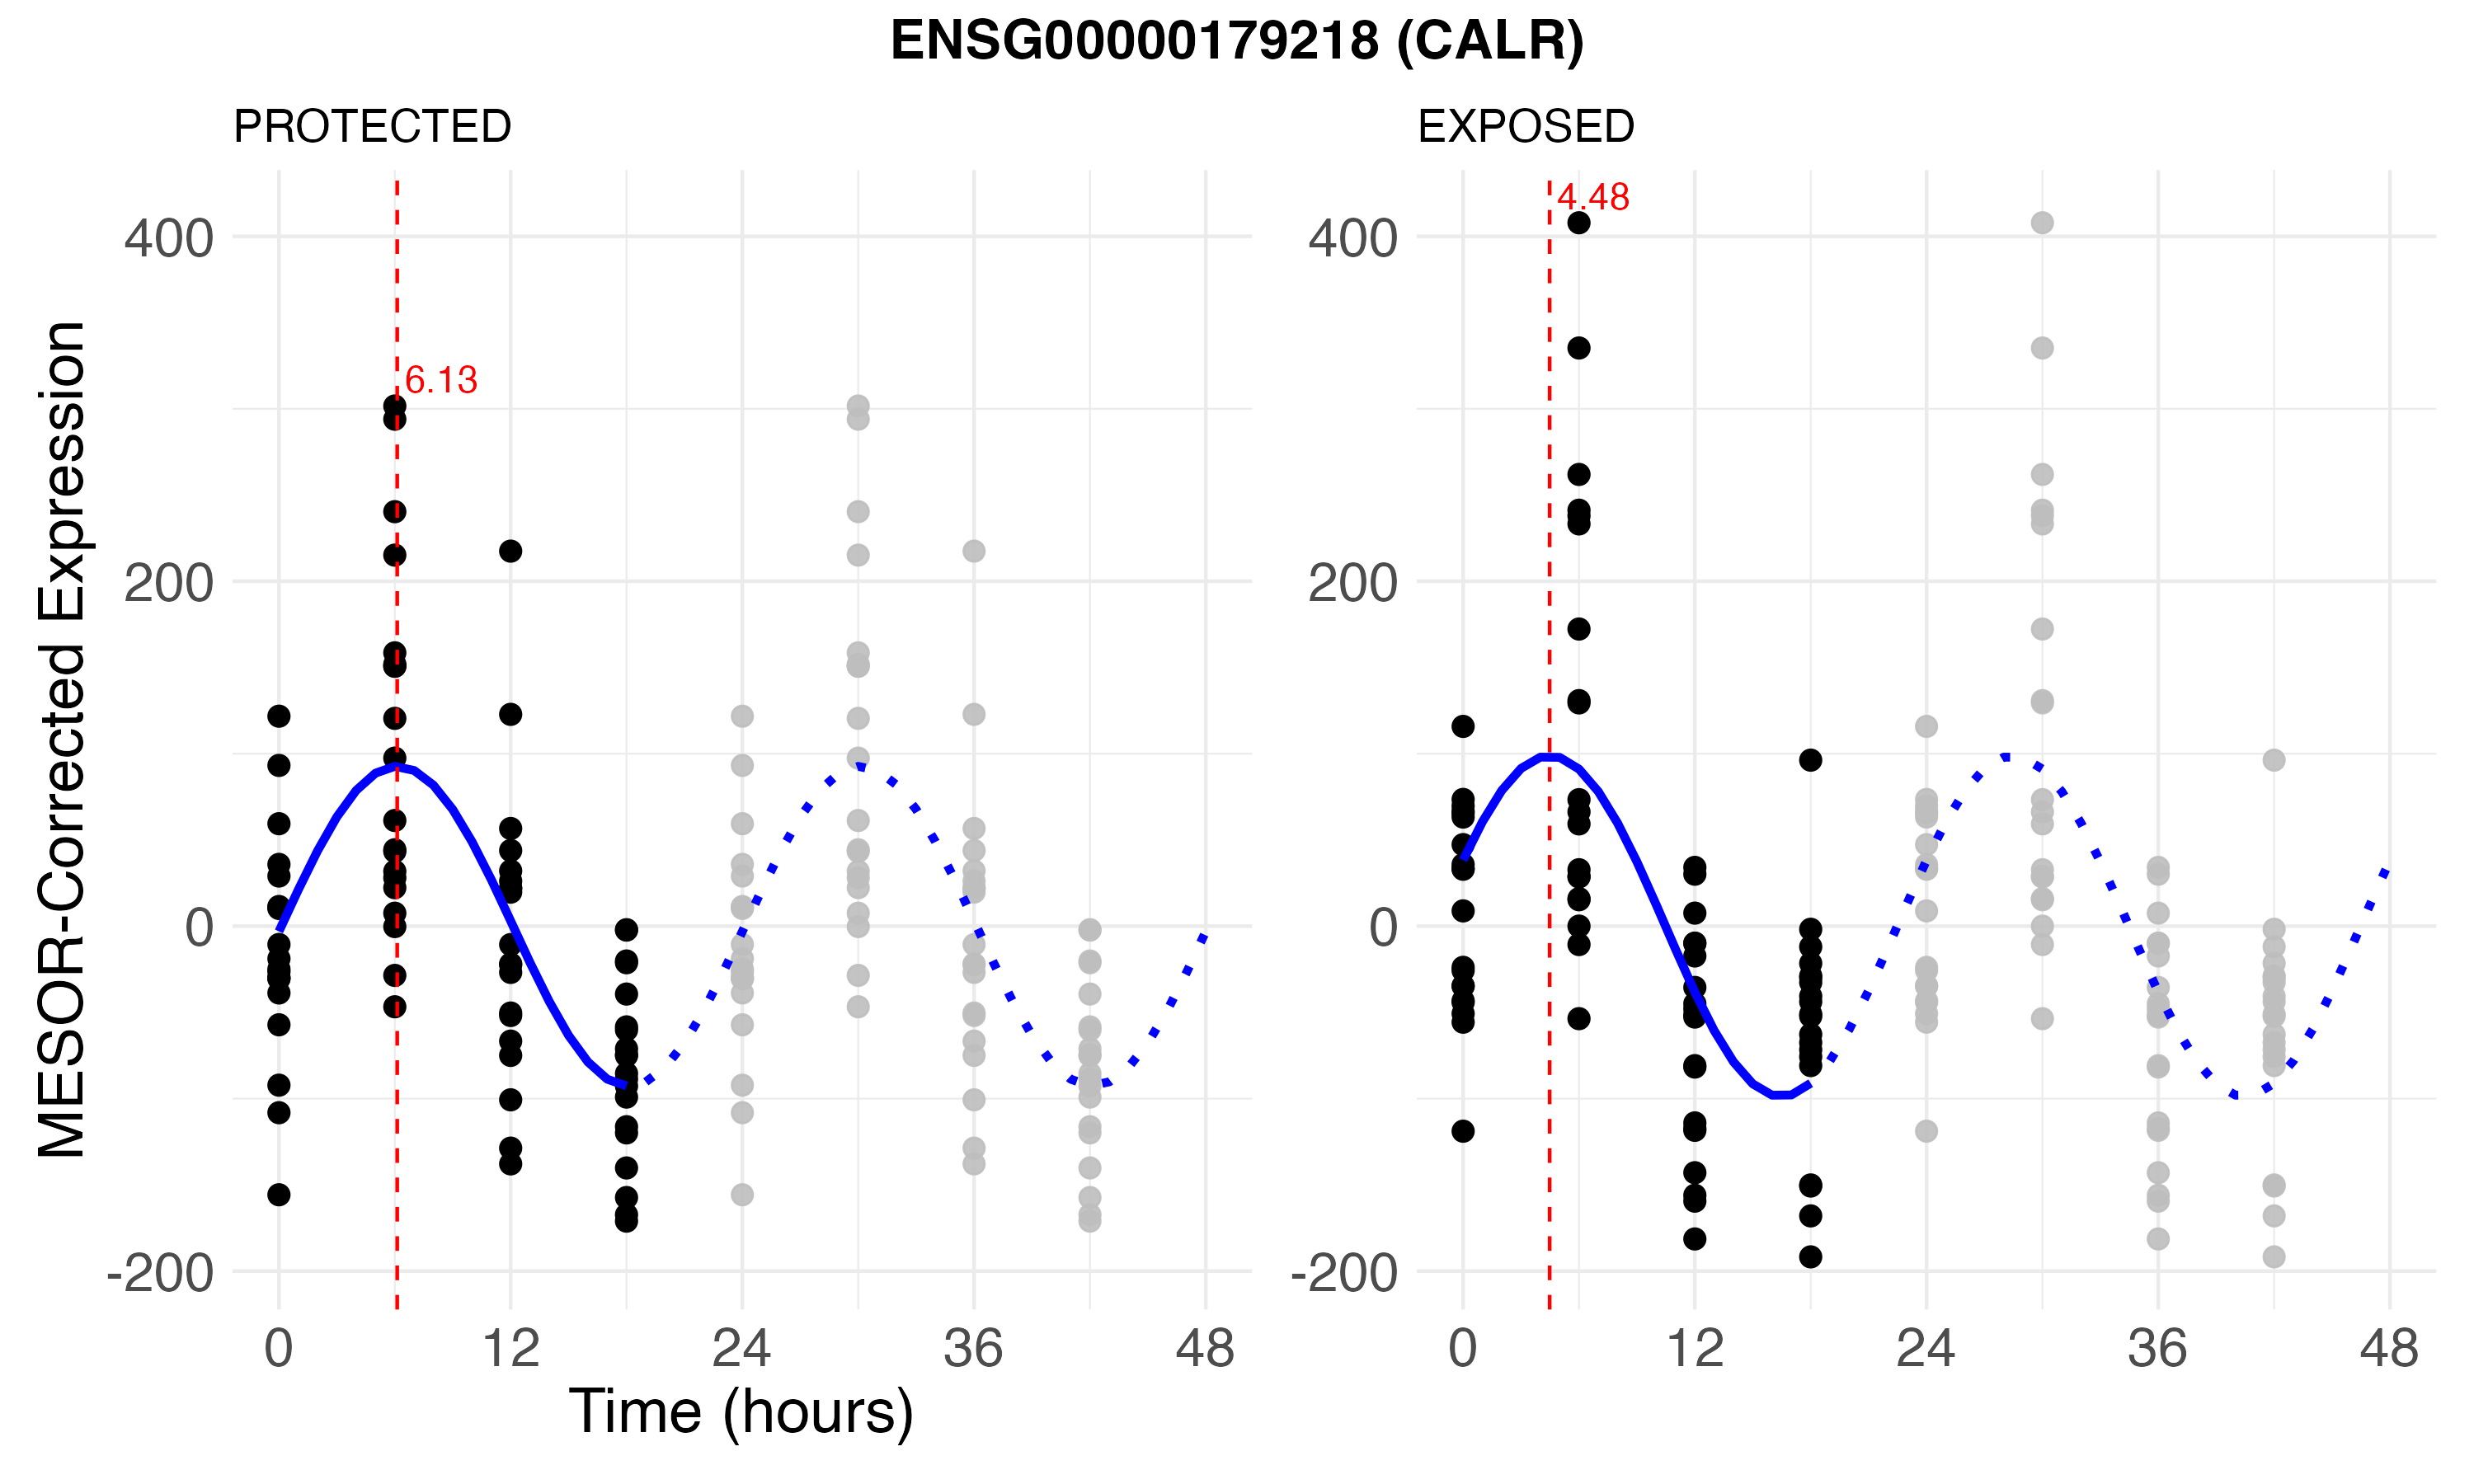 ENSG00000179218 (CALR)
PROTECTED
EXPOSED
MESOR-Corrected Expression
400
200
0
-200
6.13
0 12 24 36 48
Time (hours)
400
200
0
-200
4.48
0 12 24 36 48